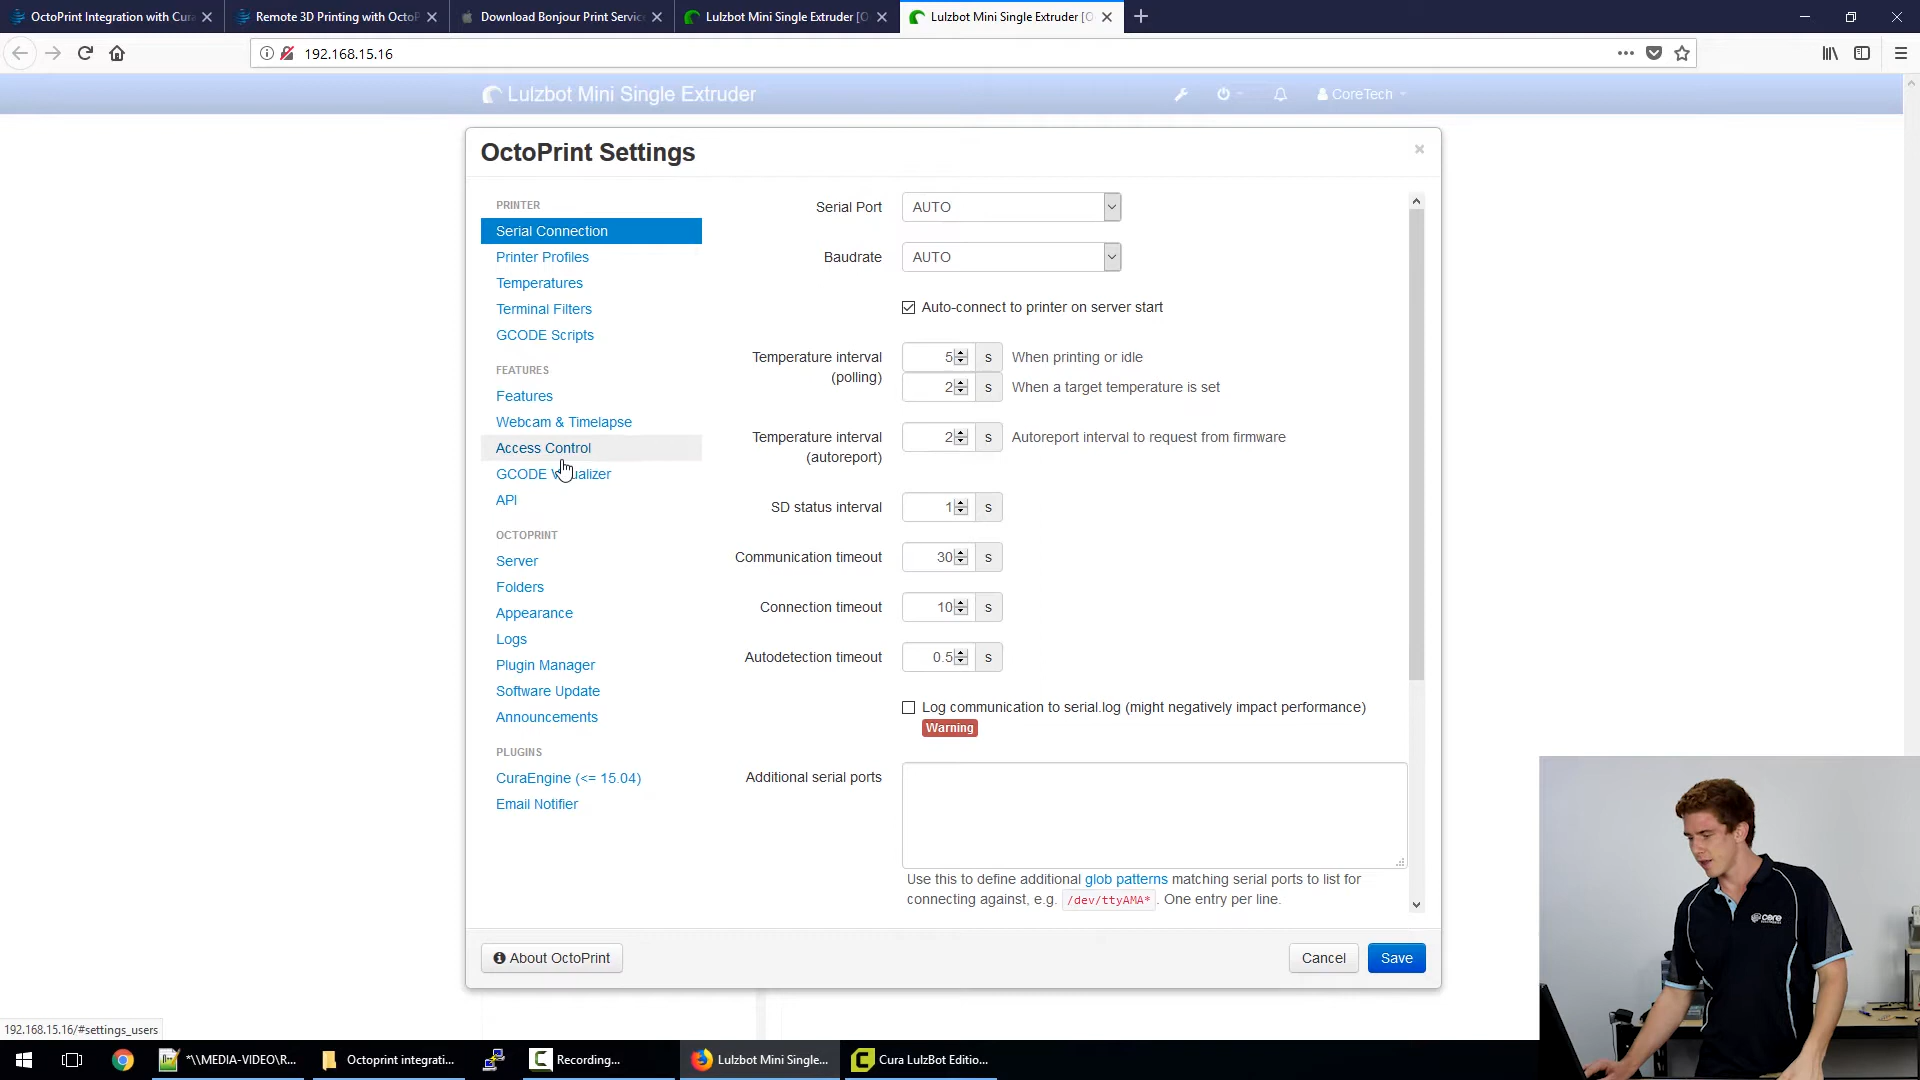 OctoPrint Integration with Cura
Remote 3D Printing with OctoP
Download Bonjour Print Service
Lulzbot Mini Single Extruder [O
Lulzbot Mini Single Extruder [O
192.168.15.16
Lulzbot Mini Single Extruder
CoreTech
OctoPrint Settings
×
PRINTER
Serial Connection
Printer Profiles
Temperatures
Terminal Filters
GCODE Scripts
FEATURES
Features
Webcam & Timelapse
Access Control
GCODE Visualizer
API
OCTOPRINT
Server
Folders
Appearance
Logs
Plugin Manager
Software Update
Announcements
PLUGINS
CuraEngine (<= 15.04)
Email Notifier
Serial Port AUTO
Baudrate AUTO
Auto-connect to printer on server start
Temperature interval (polling)
5 s When printing or idle
2 s When a target temperature is set
Temperature interval (autoreport)
2 s Autoreport interval to request from firmware
SD status interval 1 s
Communication timeout 30 s
Connection timeout 10 s
Autodetection timeout 0.5 s
Log communication to serial.log (might negatively impact performance)
Warning
Additional serial ports
Use this to define additional glob patterns matching serial ports to list for
connecting against, e.g. /dev/ttyAMA* . One entry per line.
About OctoPrint
Cancel
Save
core
192.168.15.16/#settings_users
*\\MEDIA-VIDEO\R...
Octoprint integrati...
Recording...
Lulzbot Mini Single...
Cura LulzBot Editio...